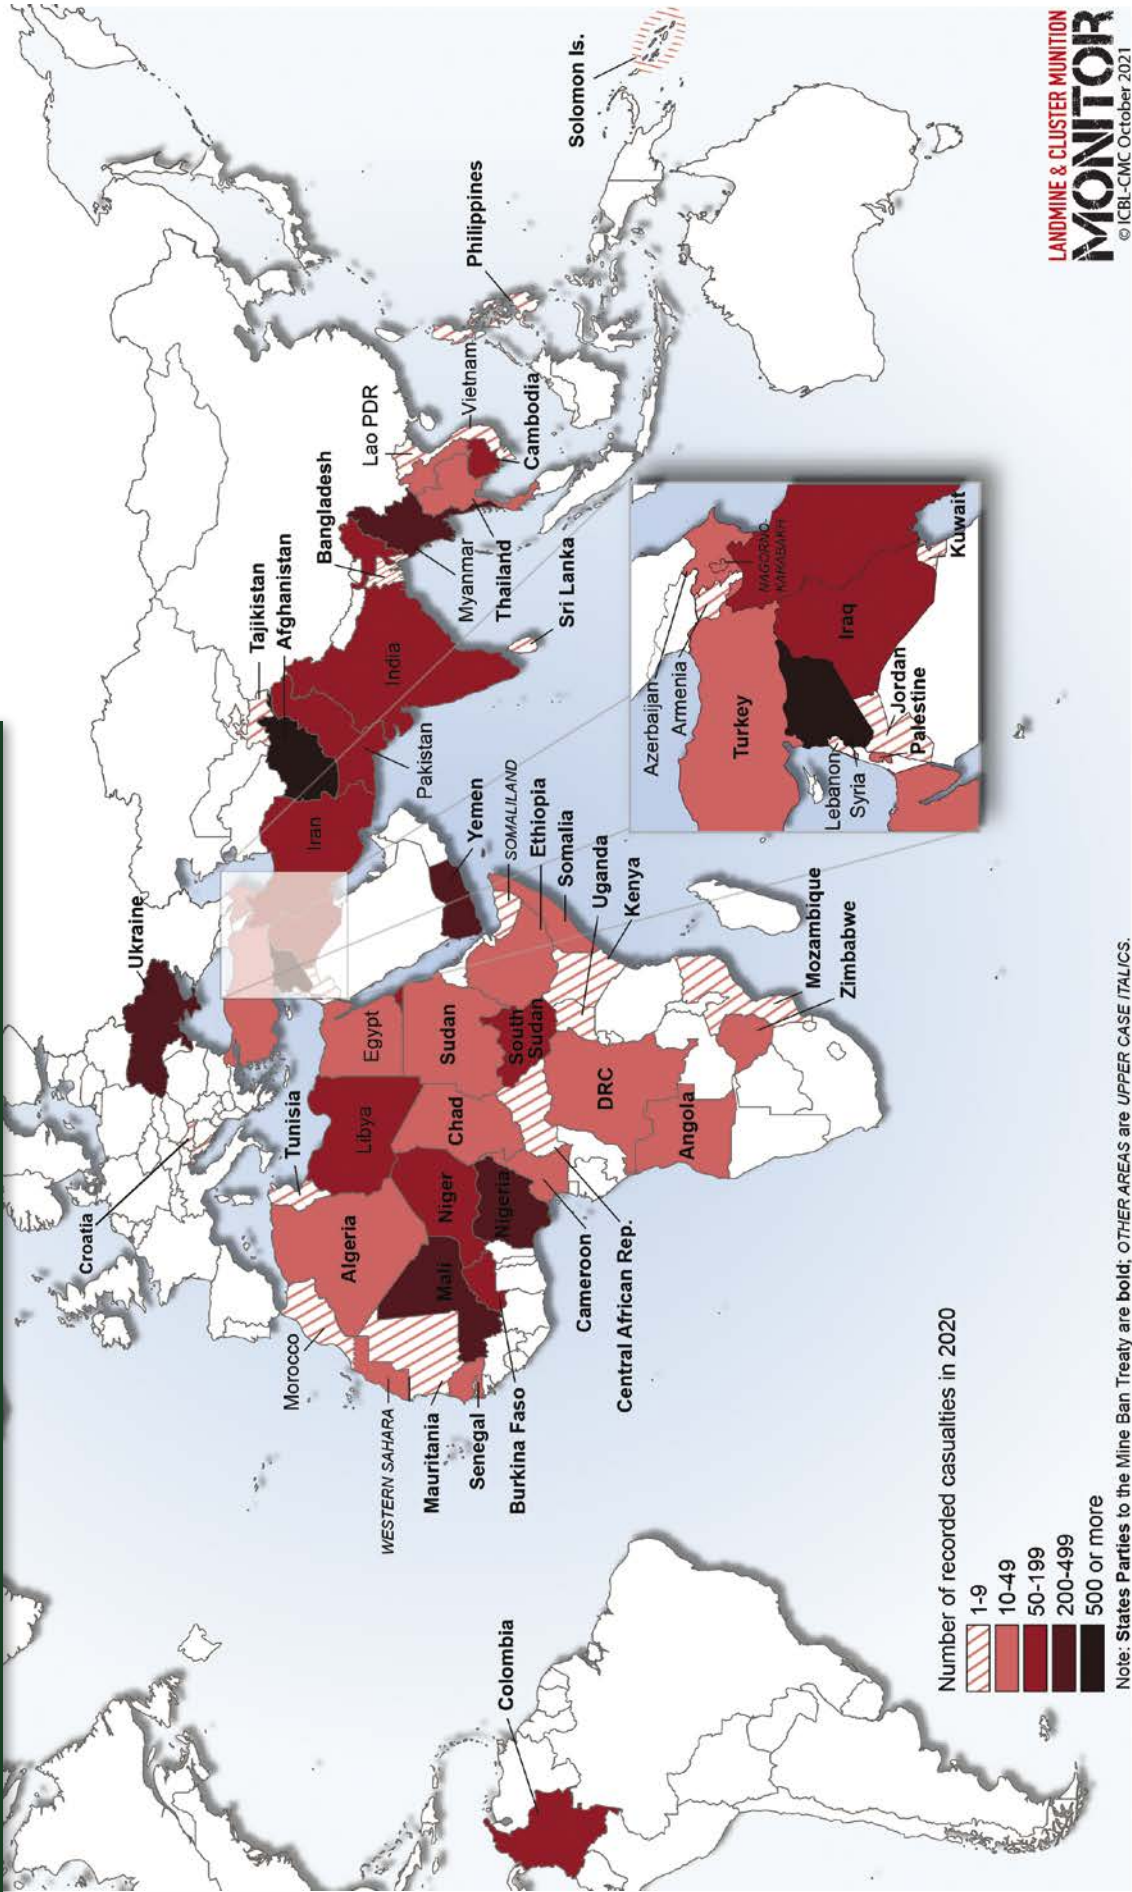 LANDMINE & CLUSTER MUNITION
MONITOR
© ICBL-CMC October 2021
Solomon Is.
Philippines
Lao PDR
Vietnam
Cambodia
Bangladesh
Myanmar
Thailand
Sri Lanka
Tajikistan
Afghanistan
India
Pakistan
Iran
Ukraine
Yemen
SOMALILAND
Ethiopia
Somalia
Uganda
Kenya
Mozambique
Zimbabwe
Croatia
Tunisia
Morocco
Algeria
Libya
Egypt
Sudan
South
Sudan
Chad
Niger
Nigeria
Mali
DRC
Angola
WESTERN SAHARA
Mauritania
Senegal
Burkina Faso
Cameroon
Central African Rep.
Colombia
Azerbaijan
Armenia
NAGORNO-
KARABAKH
Turkey
Iraq
Kuwait
Lebanon
Syria
Jordan
Palestine
Number of recorded casualties in 2020
1-9
10-49
50-199
200-499
500 or more
Note: States Parties to the Mine Ban Treaty are bold; OTHER AREAS are UPPER CASE ITALICS.